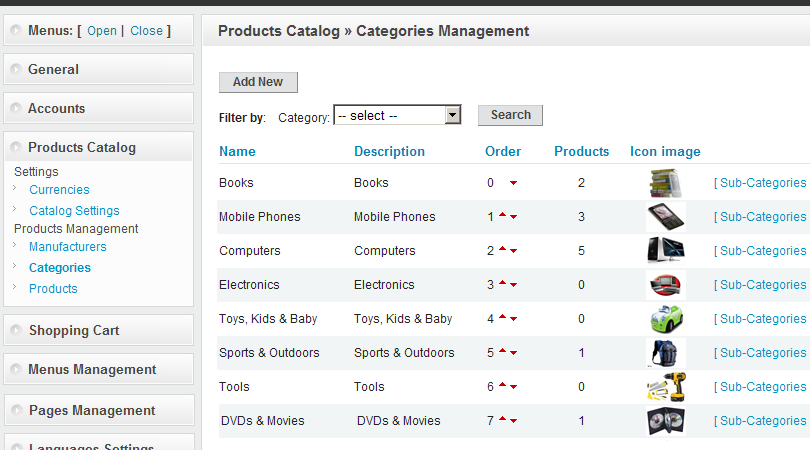 Menus: [ Open | Close ]
General
Accounts
Products Catalog
Settings
Currencies
Catalog Settings
Products Management
Manufacturers
Categories
Products
Shopping Cart
Menus Management
Pages Management
Languages Settings
Products Catalog » Categories Management
Add New
Filter by: Category: -- select -- Search
Name Description Order Products Icon image
Books Books 0 2 [ Sub-Categories
Mobile Phones Mobile Phones 1 3 [ Sub-Categories
Computers Computers 2 5 [ Sub-Categories
Electronics Electronics 3 0 [ Sub-Categories
Toys, Kids & Baby Toys, Kids & Baby 4 0 [ Sub-Categories
Sports & Outdoors Sports & Outdoors 5 1 [ Sub-Categories
Tools Tools 6 0 [ Sub-Categories
DVDs & Movies DVDs & Movies 7 1 [ Sub-Categories